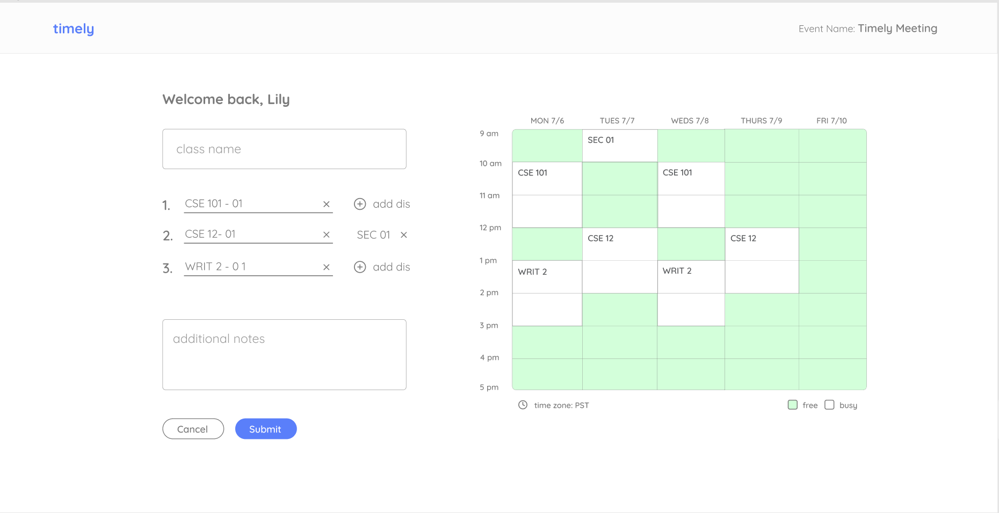 timely
Event Name: Timely Meeting
Welcome back, Lily
class name
1. CSE 101 - 01 × add dis
2. CSE 12- 01 × SEC 01 ×
3. WRIT 2 - 0 1 × add dis
additional notes
Cancel Submit
MON 7/6 TUES 7/7 WEDS 7/8 THURS 7/9 FRI 7/10
9 am
SEC 01
10 am
CSE 101 CSE 101
11 am
12 pm
CSE 12 CSE 12
1 pm
WRIT 2 WRIT 2
2 pm
3 pm
4 pm
5 pm
time zone: PST free busy